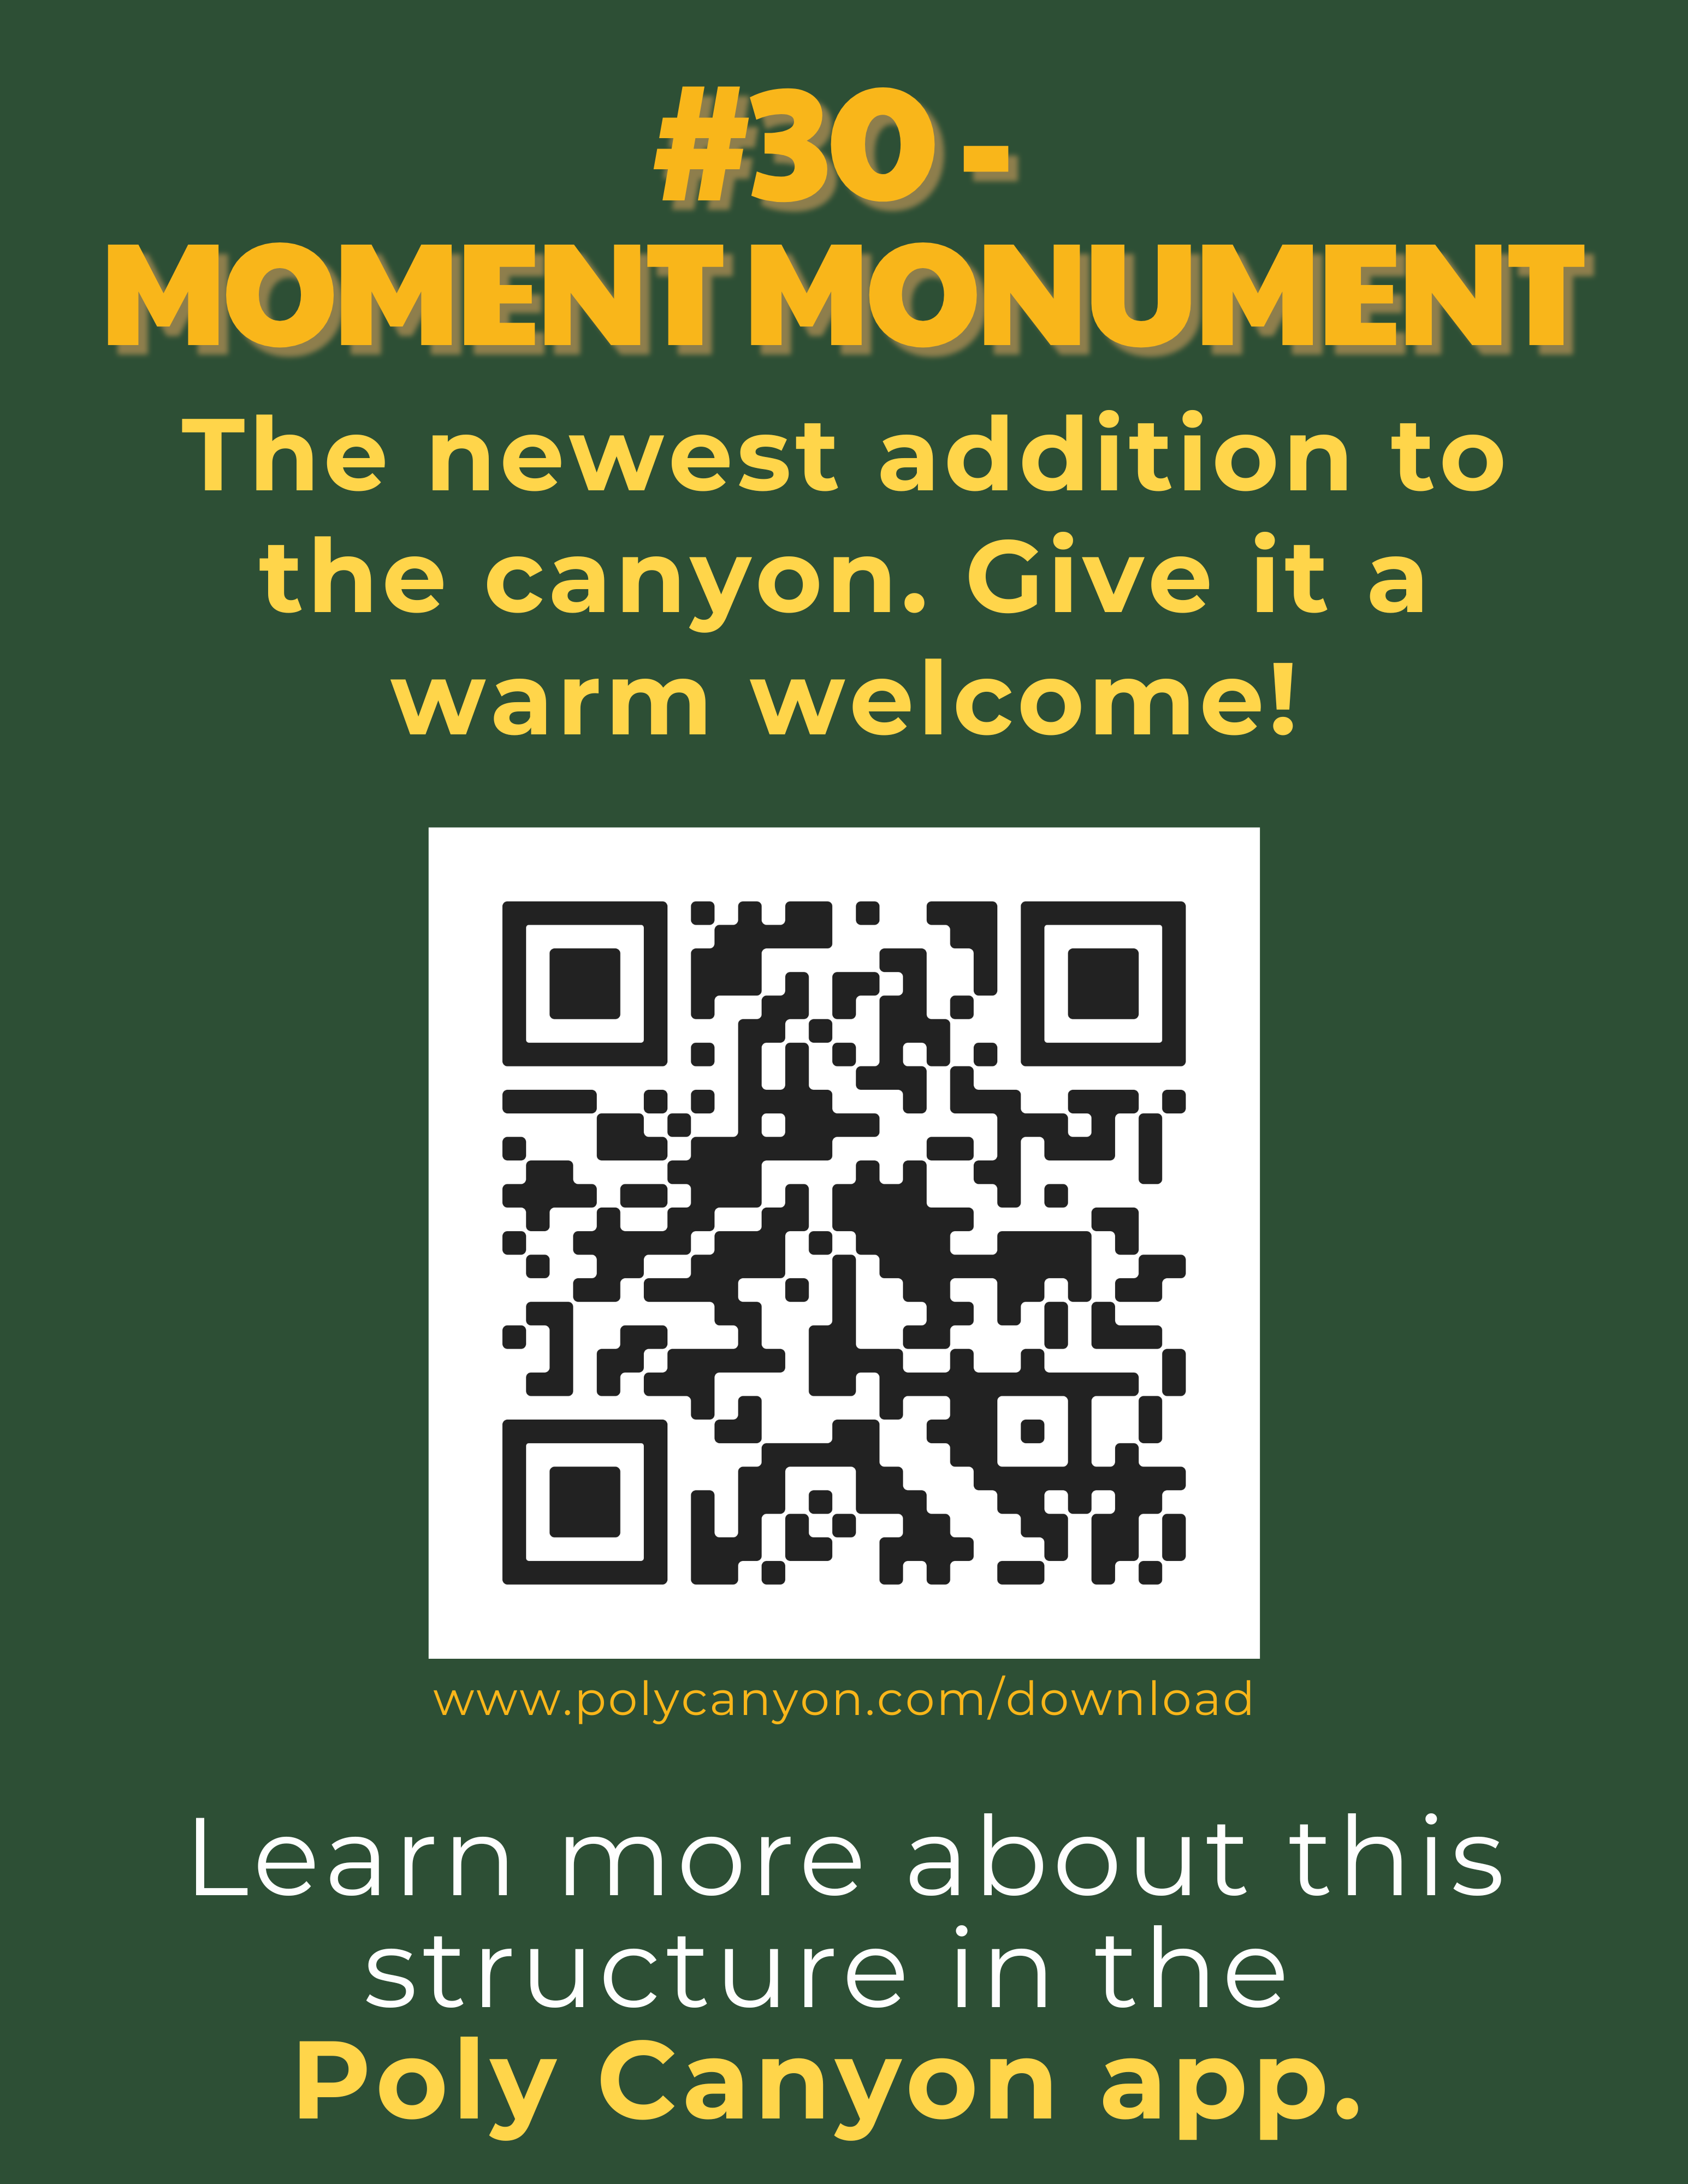 #30 -
MOMENT MONUMENT
The newest addition to
the canyon. Give it a
warm welcome!
www.polycanyon.com/download
Learn more about this
structure in the
Poly Canyon app.